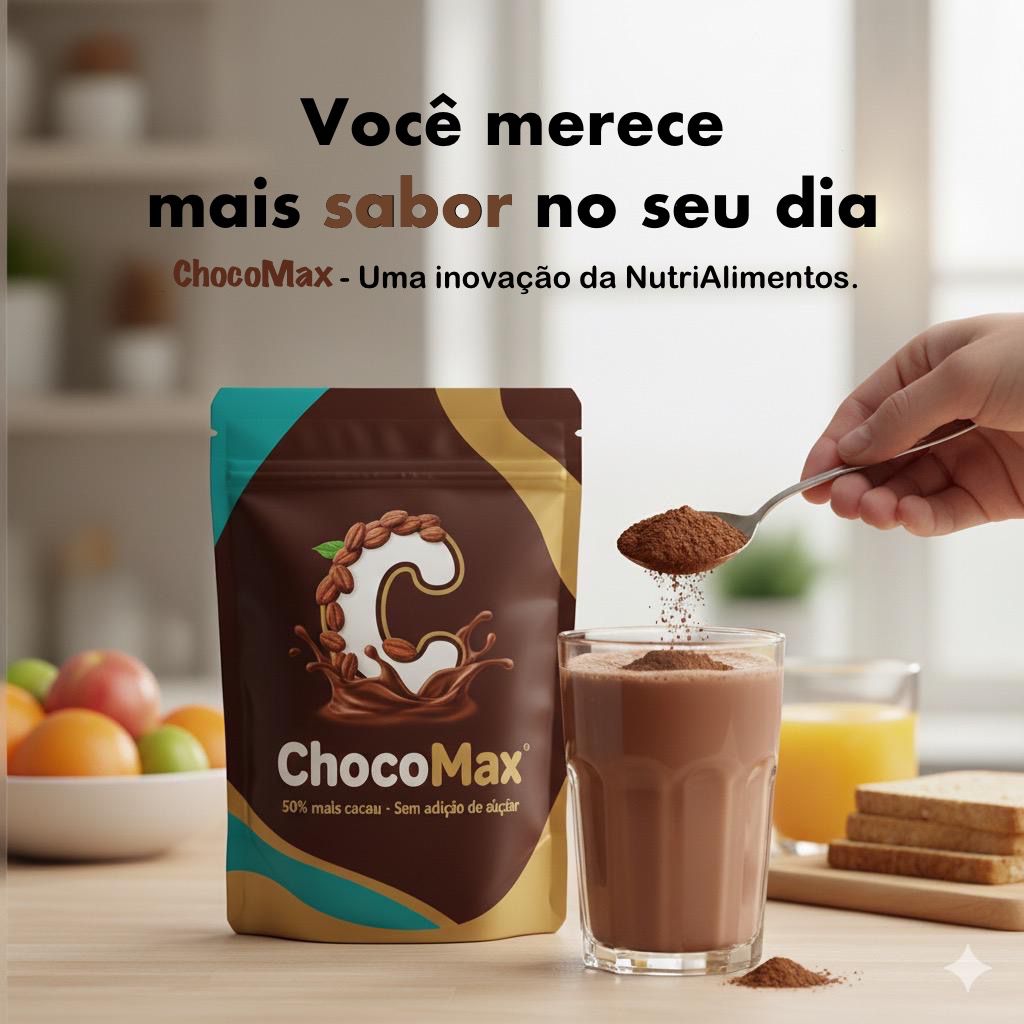 Você merece
mais sabor no seu dia
ChocoMax - Uma inovação da NutriAlimentos.
C
ChocoMax
50% mais cacau - Sem adição de